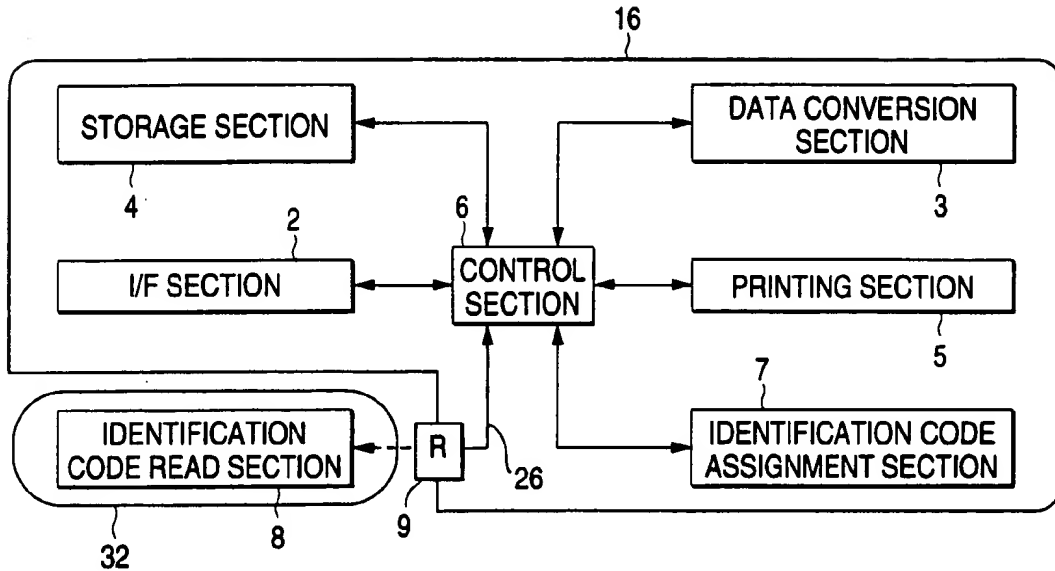 16
STORAGE SECTION
4
DATA CONVERSION
SECTION
3
2
I/F SECTION
6
CONTROL
SECTION
PRINTING SECTION
5
IDENTIFICATION
CODE READ SECTION
8
32
R
9
26
7
IDENTIFICATION CODE
ASSIGNMENT SECTION